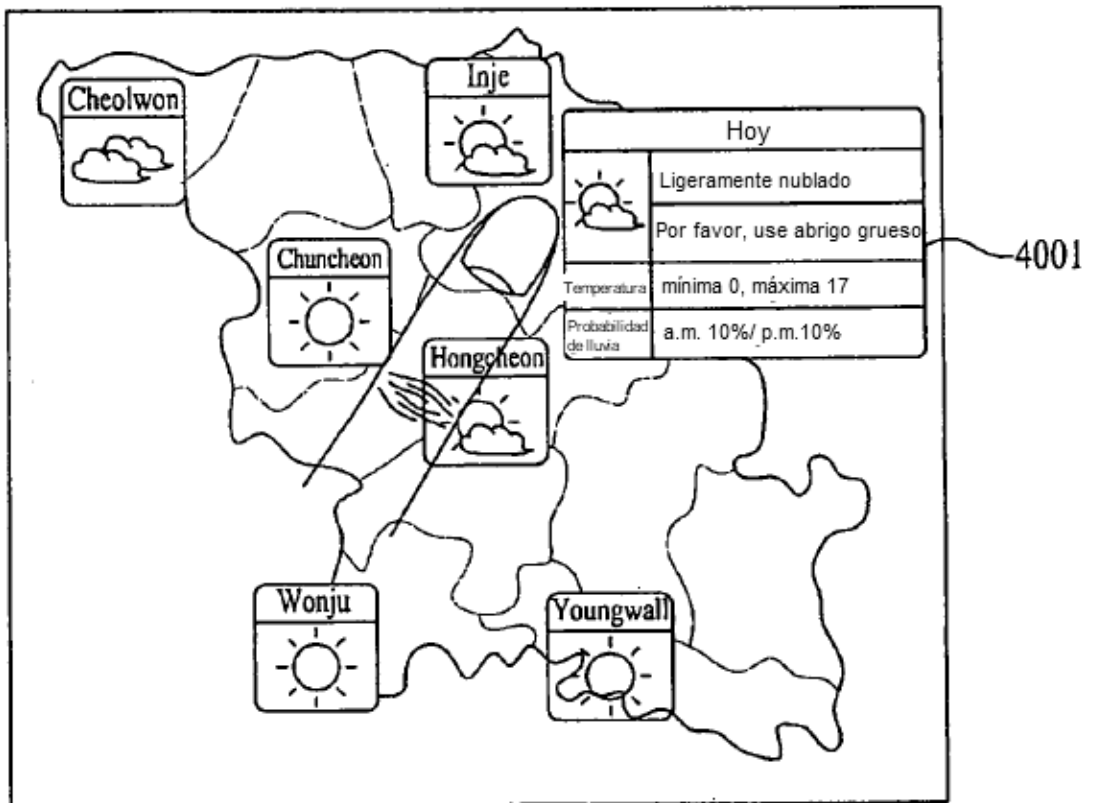 Inje
Cheolwon
Hoy
Ligeramente nublado
Por favor, use abrigo grueso
4001
Chuncheon
Temperatura mínima 0, máxima 17
Probabilidad
de lluvia
a.m. 10%/ p.m.10%
Hongcheon
Wonju
Youngwall